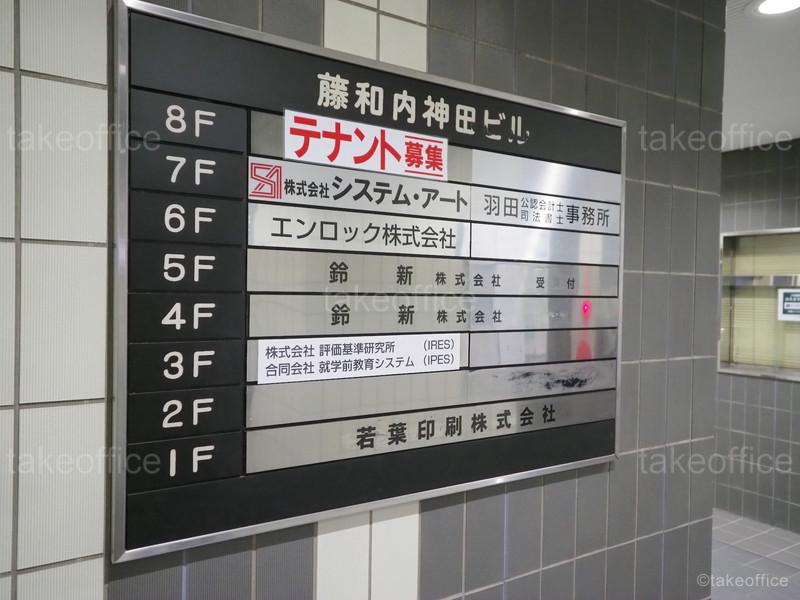 藤和内神田ビル
8F
テナント募集
7F
株式会社システム・アート
羽田公認会計士司法書士事務所
6F
エンロック株式会社
5F
鈴新株式会社 受付
4F
鈴新株式会社
3F
株式会社 評価基準研究所 (IRES)
合同会社 就学前教育システム (IPES)
2F
1F
若葉印刷株式会社
takeoffice
takeoffice
takeoffice
takeoffice
takeoffice
©takeoffice